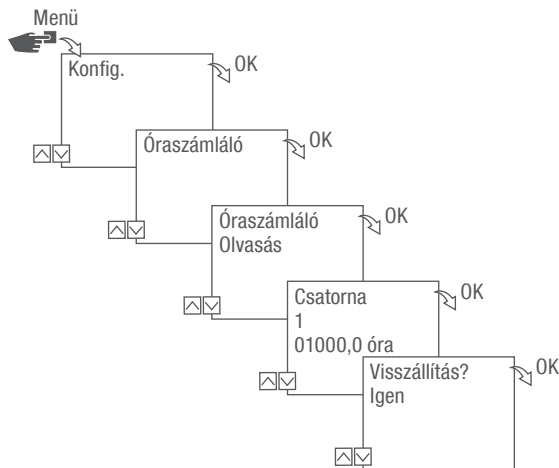 Menü
Konfig.
OK
Óraszámláló
OK
Óraszámláló
Olvasás
OK
Csatorna
1
01000,0 óra
OK
Visszállítás?
Igen
OK